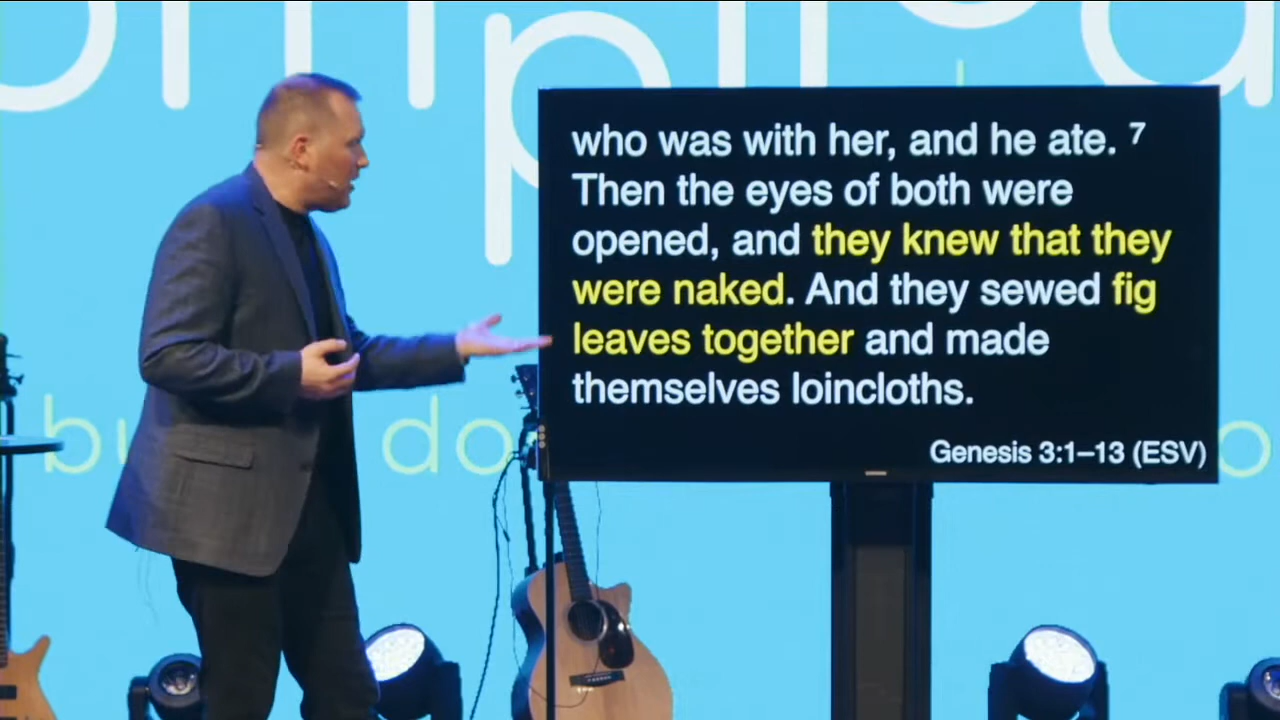 who was with her, and he ate. 7
Then the eyes of both were
opened, and they knew that they
were naked. And they sewed fig
leaves together and made
themselves loincloths.
Genesis 3:1–13 (ESV)